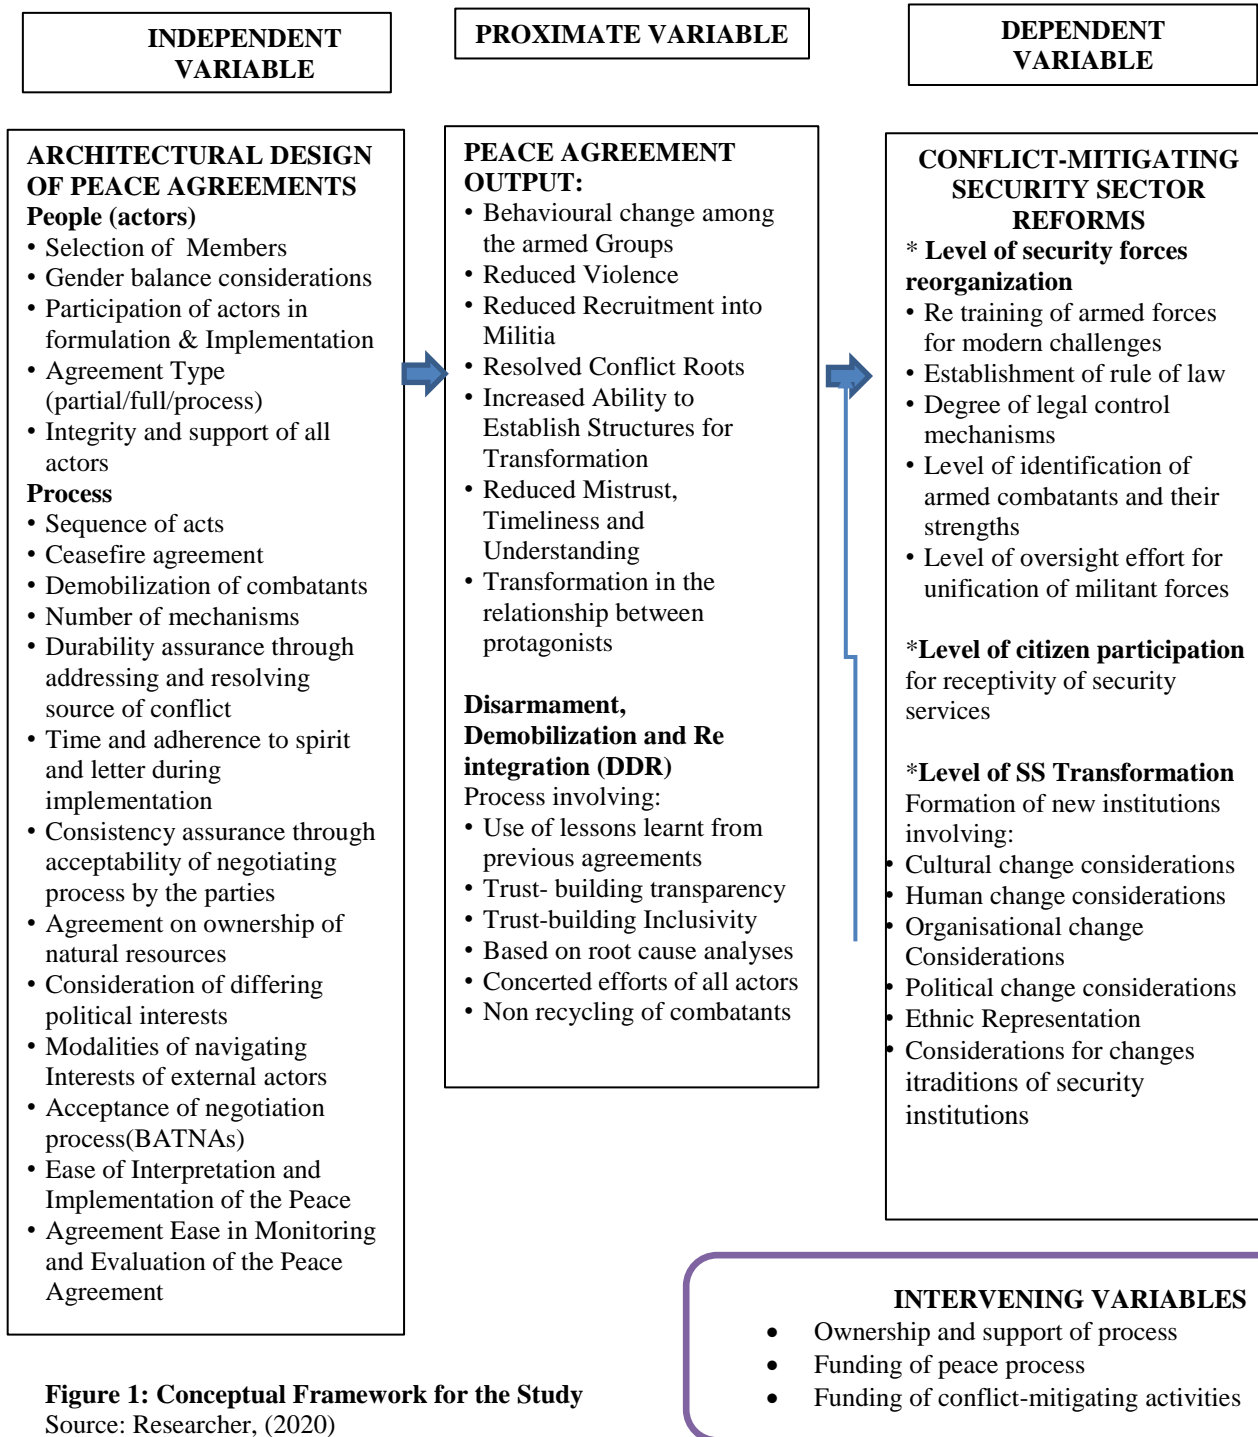 INDEPENDENT
VARIABLE
PROXIMATE VARIABLE
DEPENDENT
VARIABLE
ARCHITECTURAL DESIGN
OF PEACE AGREEMENTS
People (actors)
• Selection of Members
• Gender balance considerations
• Participation of actors in
formulation & Implementation
• Agreement Type
(partial/full/process)
• Integrity and support of all
actors
Process
• Sequence of acts
• Ceasefire agreement
• Demobilization of combatants
• Number of mechanisms
• Durability assurance through
addressing and resolving
source of conflict
• Time and adherence to spirit
and letter during
implementation
• Consistency assurance through
acceptability of negotiating
process by the parties
• Agreement on ownership of
natural resources
• Consideration of differing
political interests
• Modalities of navigating
Interests of external actors
• Acceptance of negotiation
process(BATNAs)
• Ease of Interpretation and
Implementation of the Peace
• Agreement Ease in Monitoring
and Evaluation of the Peace
Agreement
PEACE AGREEMENT
OUTPUT:
• Behavioural change among
the armed Groups
• Reduced Violence
• Reduced Recruitment into
Militia
• Resolved Conflict Roots
• Increased Ability to
Establish Structures for
Transformation
• Reduced Mistrust,
Timeliness and
Understanding
• Transformation in the
relationship between
protagonists
Disarmament,
Demobilization and Re
integration (DDR)
Process involving:
• Use of lessons learnt from
previous agreements
• Trust- building transparency
• Trust-building Inclusivity
• Based on root cause analyses
• Concerted efforts of all actors
• Non recycling of combatants
CONFLICT-MITIGATING
SECURITY SECTOR
REFORMS
* Level of security forces
reorganization
• Re training of armed forces
for modern challenges
• Establishment of rule of law
• Degree of legal control
mechanisms
• Level of identification of
armed combatants and their
strengths
• Level of oversight effort for
unification of militant forces
*Level of citizen participation
for receptivity of security
services
*Level of SS Transformation
Formation of new institutions
involving:
• Cultural change considerations
• Human change considerations
• Organisational change
Considerations
• Political change considerations
• Ethnic Representation
• Considerations for changes
itraditions of security
institutions
INTERVENING VARIABLES
• Ownership and support of process
• Funding of peace process
• Funding of conflict-mitigating activities
Figure 1: Conceptual Framework for the Study
Source: Researcher, (2020)